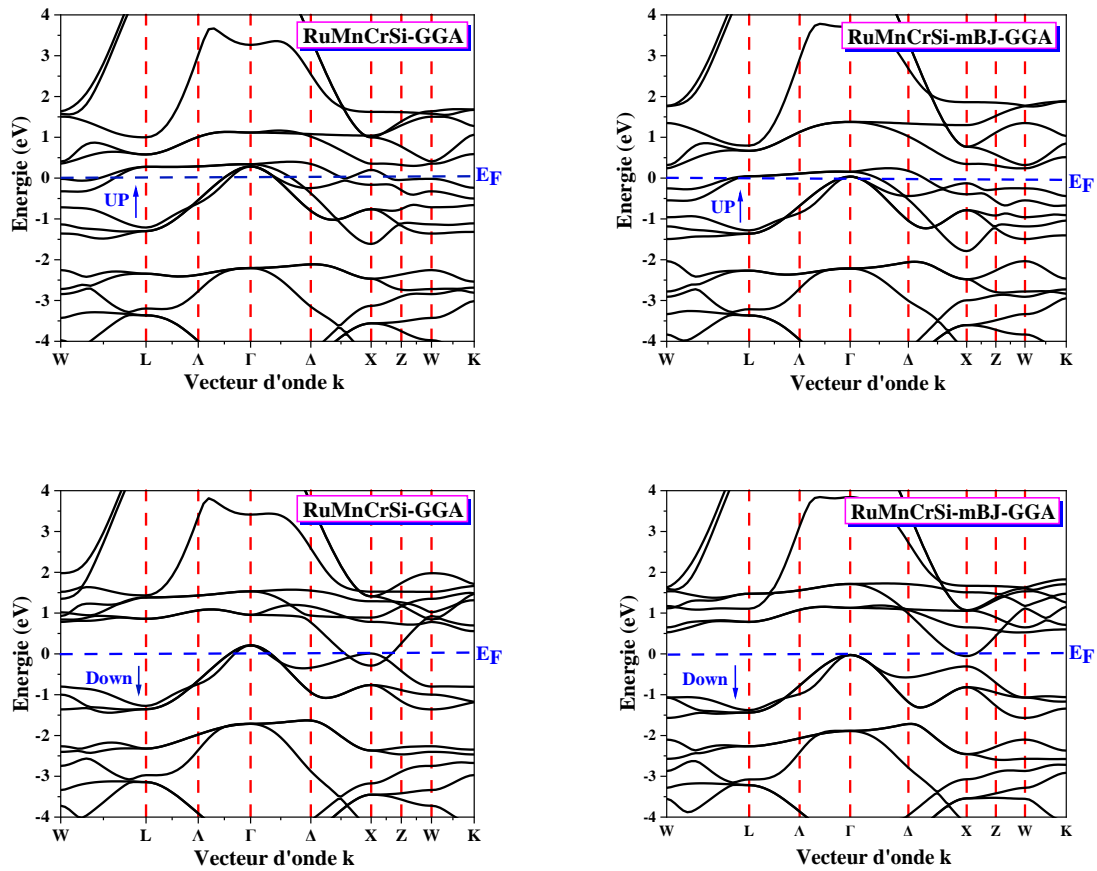 RuMnCrSi-GGA
Energie (eV)
4
3
2
1
0
-1
-2
-3
-4
UP
E_F
W L Λ Γ Δ X Z W K
Vecteur d'onde k
RuMnCrSi-mBJ-GGA
Energie (eV)
4
3
2
1
0
-1
-2
-3
-4
UP
E_F
W L Λ Γ Δ X Z W K
Vecteur d'onde k
RuMnCrSi-GGA
Energie (eV)
4
3
2
1
0
-1
-2
-3
-4
Down
E_F
W L Λ Γ Δ X Z W K
Vecteur d'onde k
RuMnCrSi-mBJ-GGA
Energie (eV)
4
3
2
1
0
-1
-2
-3
-4
Down
E_F
W L Λ Γ Δ X Z W K
Vecteur d'onde k